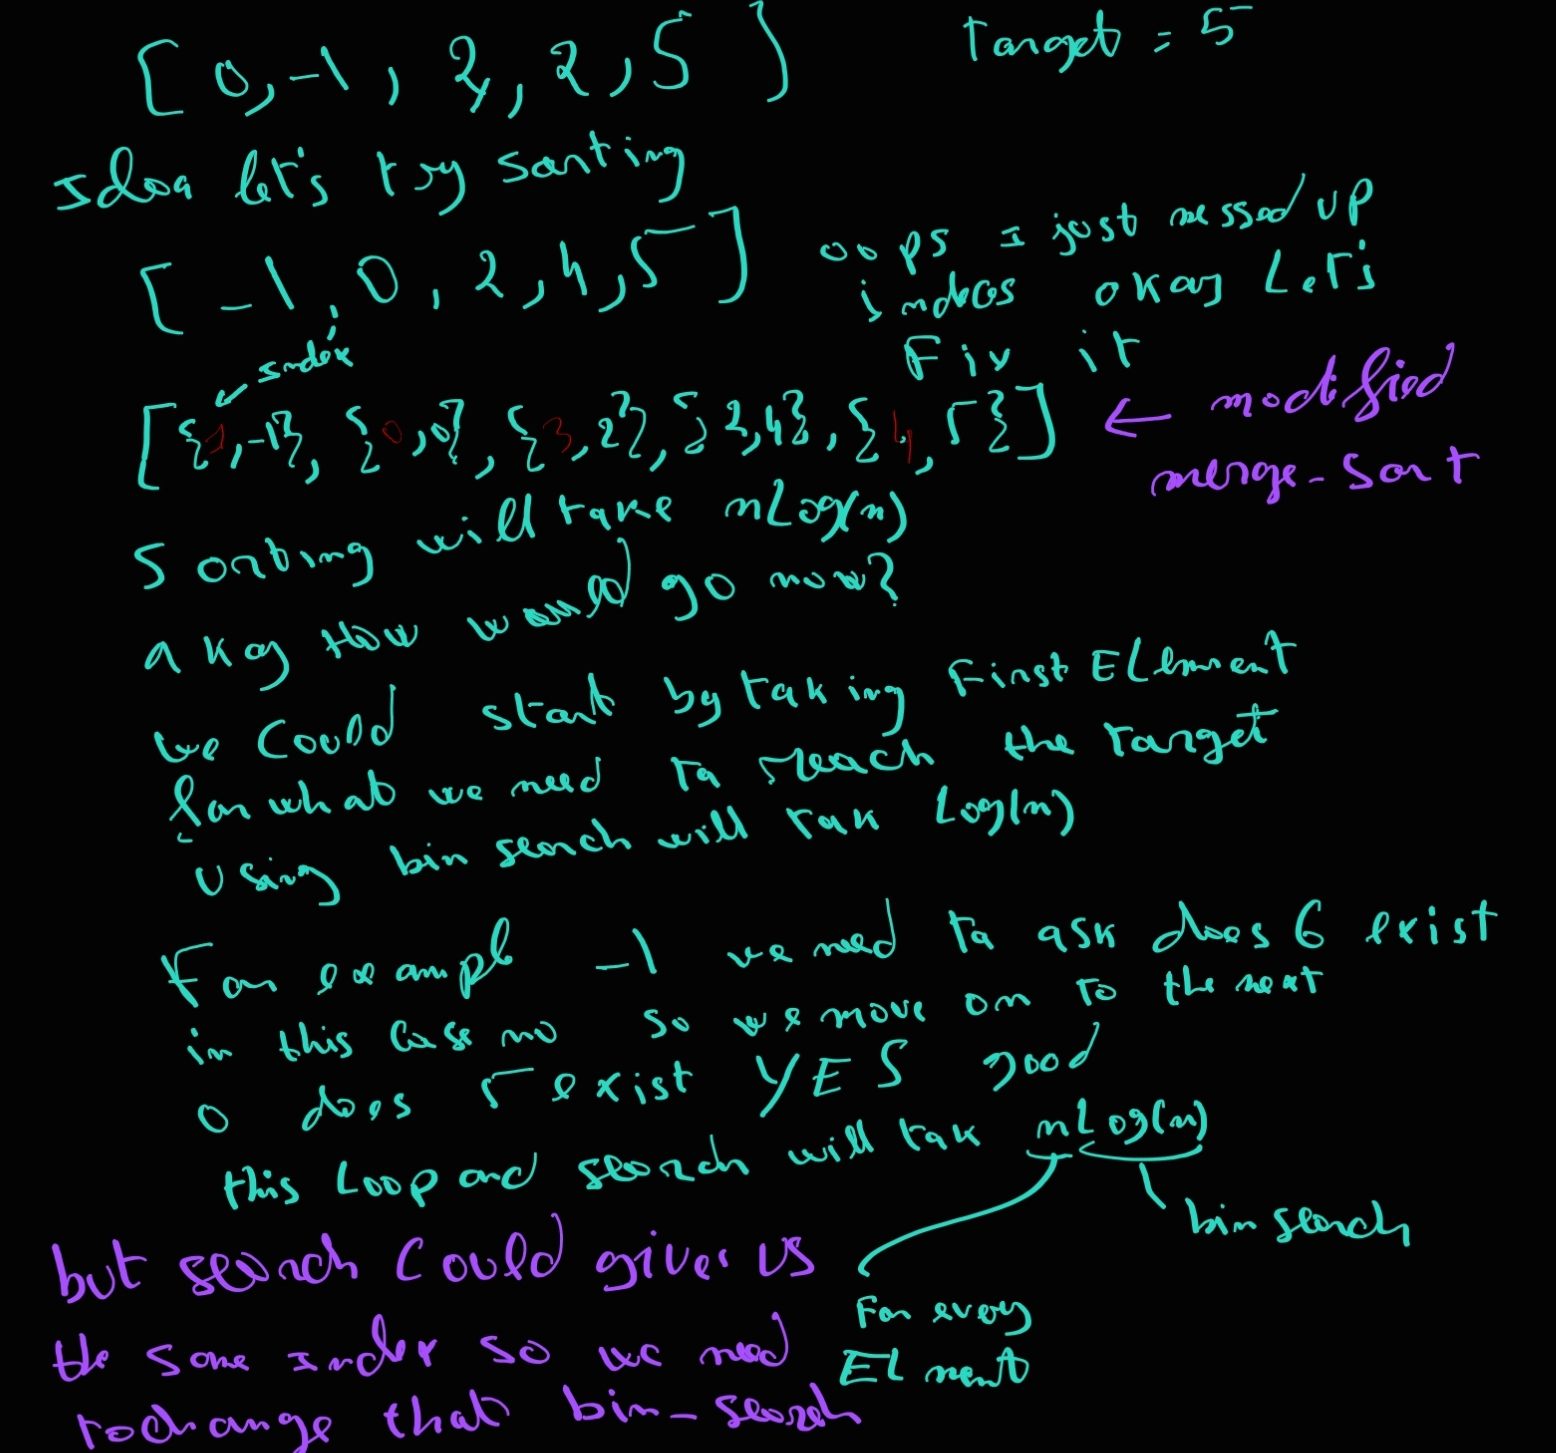 [ 0, -1 , 2, 2, 5 ]
Target = 5
Idea let's try sorting
[ -1, 0, 2, 4, 5 ]
oops I just messed up
indices okay Let's
Fix it
index
[{1,-1}, {0,0}, {3,2}, {2,4}, {4,5}]
← modified
merge-sort
Sorting will take nLog(n)
okay How would go now?
we Could start by taking First ELement
for what we need to reach the target
Using bin search will tak Log(n)
For exampl -1 we need to ask does 6 exist
in this Case no so we move on to the next
0 does 5 exist YES good
this Loop and search will tak nLog(n)
bin search
For every
ELment
but search Could gives us
the same Index so we need
to change that bin-search